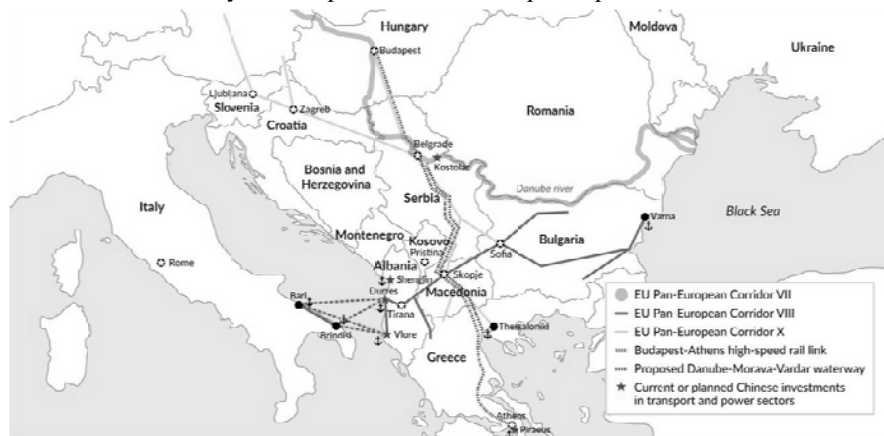 Hungary
Moldova
Ukraine
Budapest
Ljubljana
Slovenia
Zagreb
Croatia
Romania
Belgrade
Kostolac
Bosnia and
Herzegovina
Danube river
Serbia
Black Sea
Italy
Varna
Montenegro
Kosovo
Pristina
Bulgaria
Sofia
Rome
Albania
Shengjin
Skopje
Durres
Macedonia
Bari
Tirana
Brindisi
Vlore
Thessaloniki
Greece
Athens
Piraeus
EU Pan-European Corridor VII
EU Pan-European Corridor VIII
EU Pan-European Corridor X
Budapest-Athens high-speed rail link
Proposed Danube-Morava-Vardar waterway
Current or planned Chinese investments
in transport and power sectors